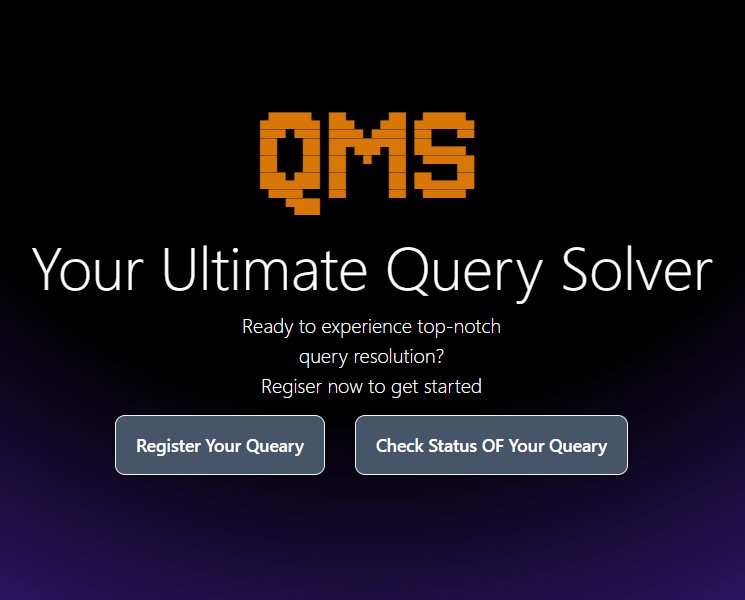 QMS
Your Ultimate Query Solver
Ready to experience top-notch
query resolution?
Regiser now to get started
Register Your Queary
Check Status OF Your Queary